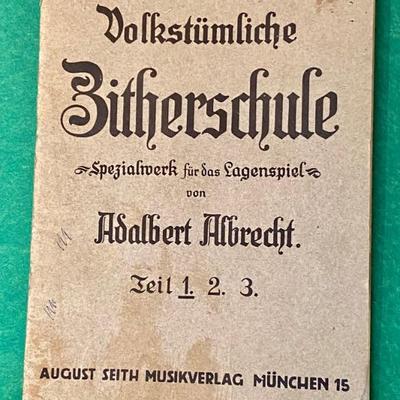 Volkstümliche
Zitherschule
Spezialwerk für das Lagenspiel
von
Adalbert Albrecht.
Teil 1. 2. 3.
AUGUST SEITH MUSIKVERLAG MÜNCHEN 15